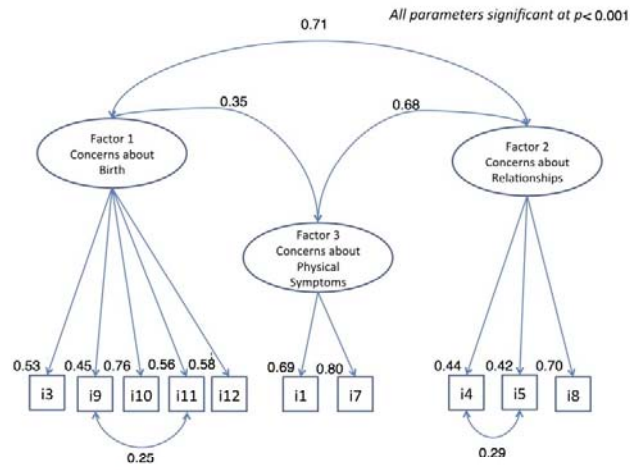 All parameters significant at p< 0.001
0.71
0.35
0.68
Factor 1
Concerns about
Birth
Factor 2
Concerns about
Relationships
Factor 3
Concerns about
Physical
Symptoms
0.53 0.45 0.76 0.56 0.58
0.69 0.80
0.44 0.42 0.70
i3 i9 i10 i11 i12
i1 i7
i4 i5 i8
0.25
0.29